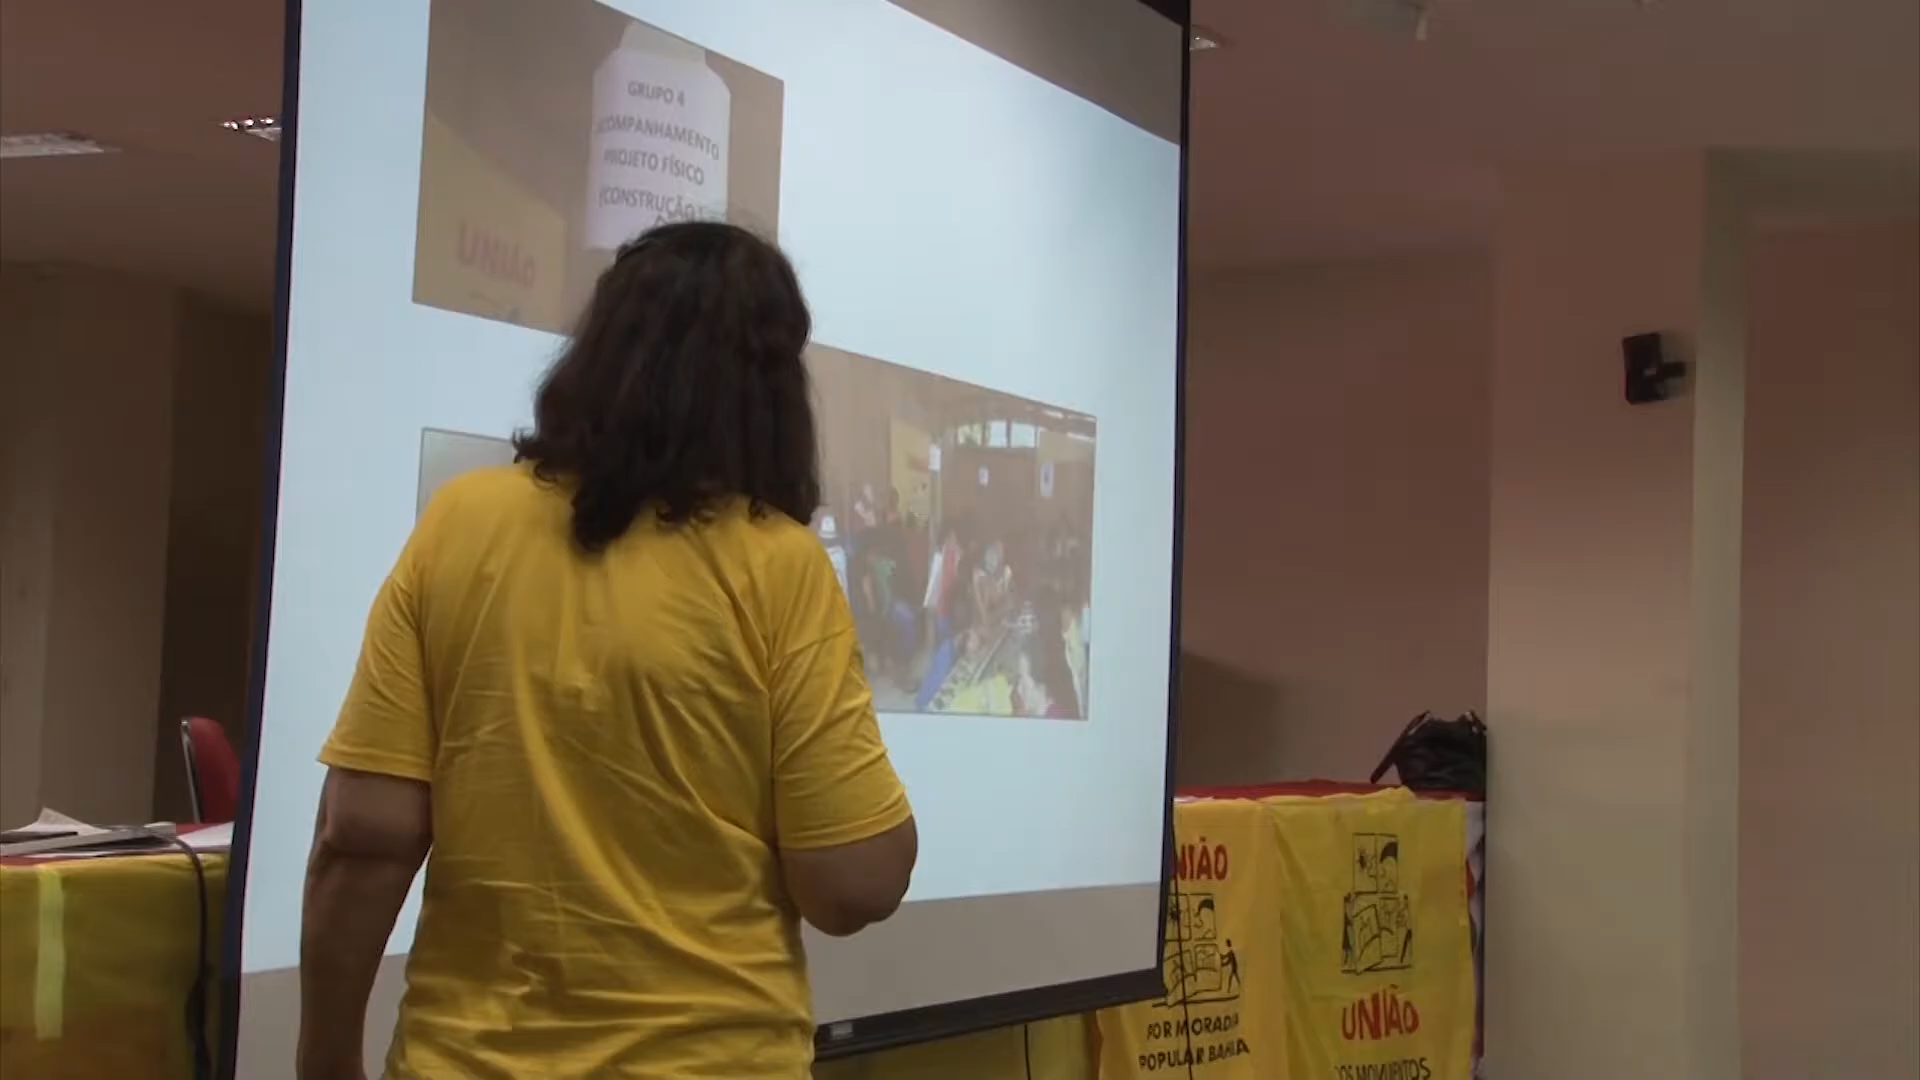 GRUPO 4
ACOMPANHAMENTO
PROJETO FÍSICO
(CONSTRUÇÃO)
UNIÃO
NIÃO
POR MORADIA
POPULAR BAHIA
UNIÃO
DOS MOVIMENTOS